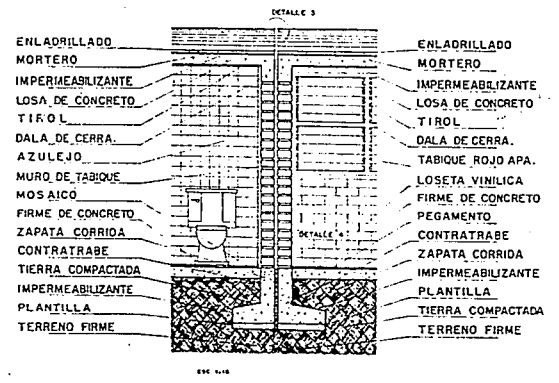 DETALLE 3
ENLADRILLADO
MORTERO
IMPERMEABILIZANTE
LOSA DE CONCRETO
TIROL
DALA DE CERRA.
AZULEJO
MURO DE TABIQUE
MOSAICO
FIRME DE CONCRETO
ZAPATA CORRIDA
CONTRATRABE
TIERRA COMPACTADA
IMPERMEABILIZANTE
PLANTILLA
TERRENO FIRME
DETALLE 4
ENLADRILLADO
MORTERO
IMPERMEABILIZANTE
LOSA DE CONCRETO
TIROL
DALA DE CERRA.
TABIQUE ROJO APA.
LOSETA VINILICA
FIRME DE CONCRETO
PEGAMENTO
CONTRATRABE
ZAPATA CORRIDA
IMPERMEABILIZANTE
PLANTILLA
TIERRA COMPACTADA
TERRENO FIRME